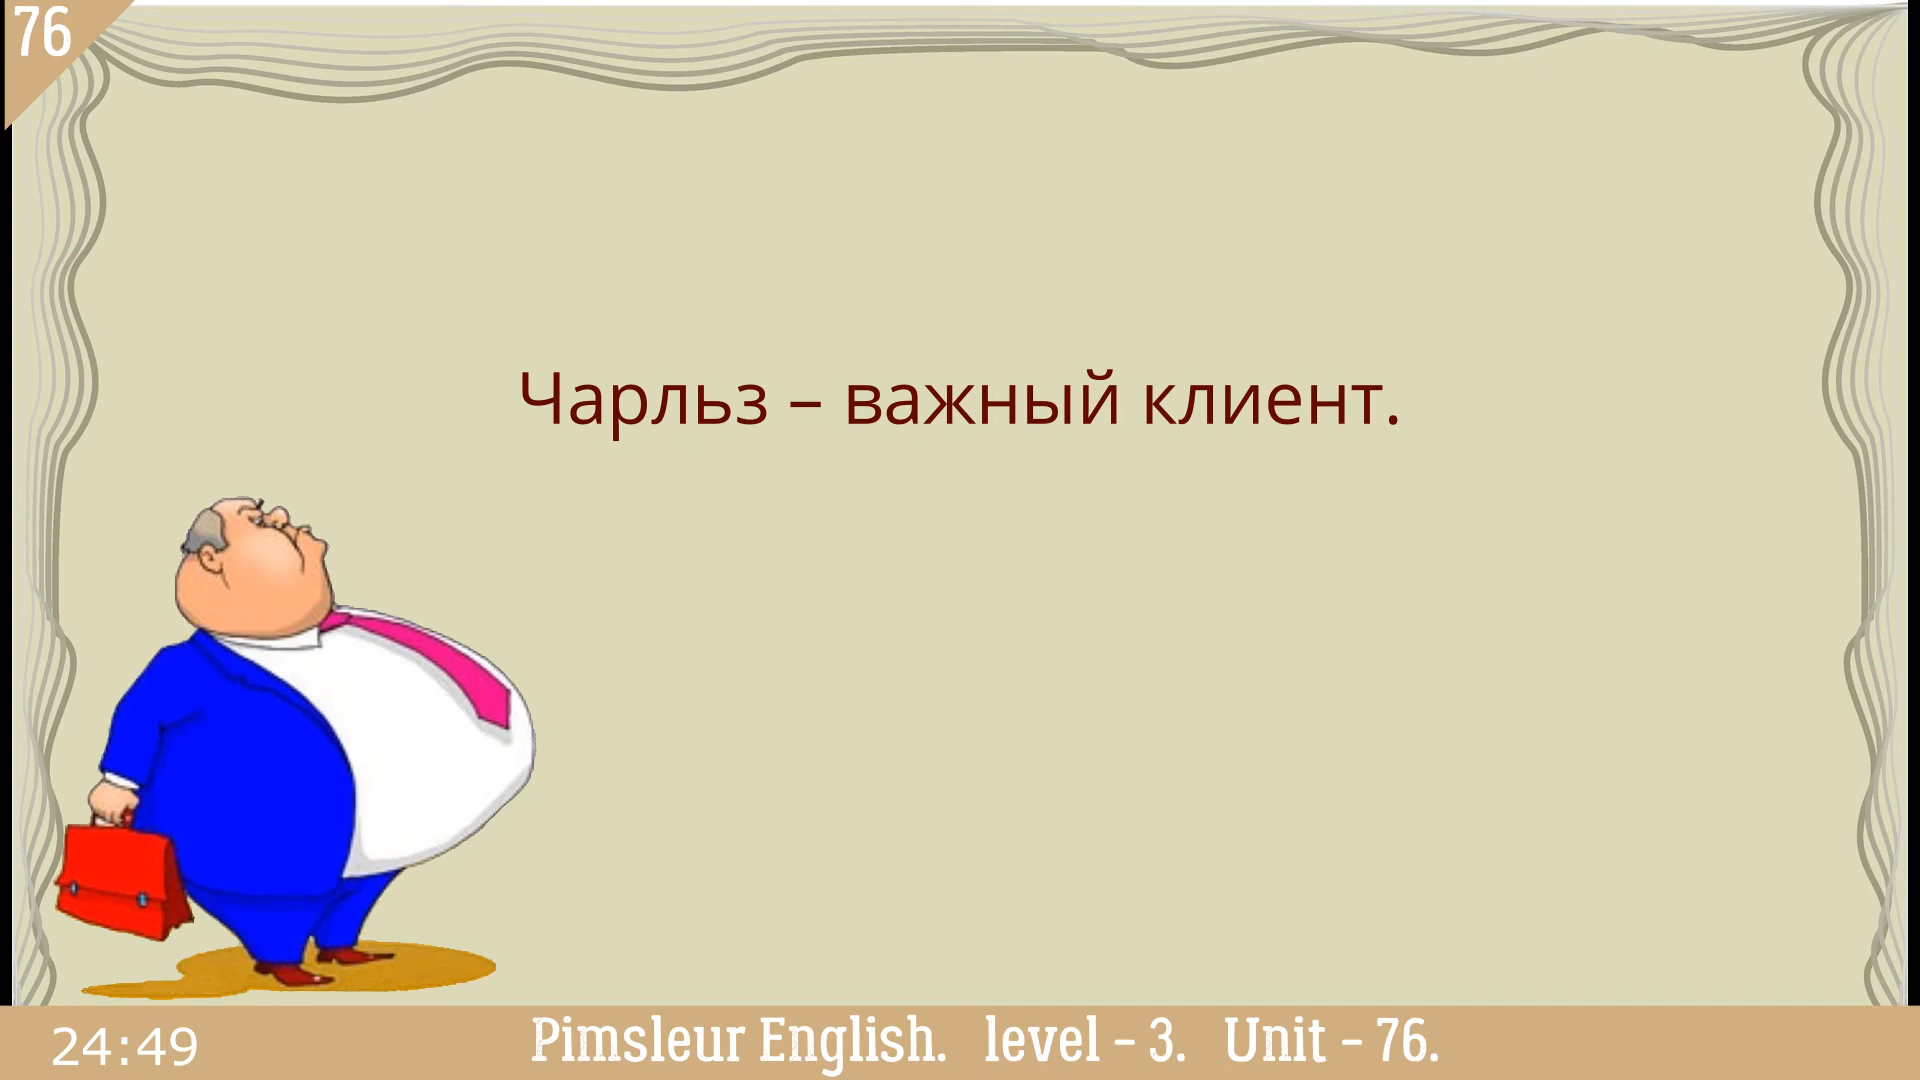 76
Чарльз – важный клиент.
24:49
Pimsleur English. level – 3. Unit – 76.